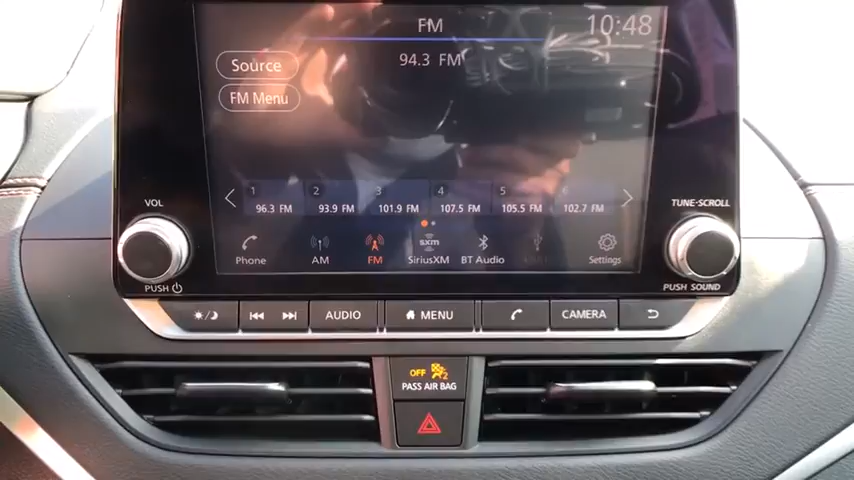 FM
10:48
94.3 FM
Source
FM Menu
1 2 3 4 5 6
96.3 FM 93.9 FM 101.9 FM 107.5 FM 105.5 FM 102.7 FM
VOL
TUNE·SCROLL
sxm
Phone AM FM SiriusXM BT Audio Settings
PUSH
PUSH SOUND
AUDIO MENU CAMERA
OFF 2
PASS AIR BAG